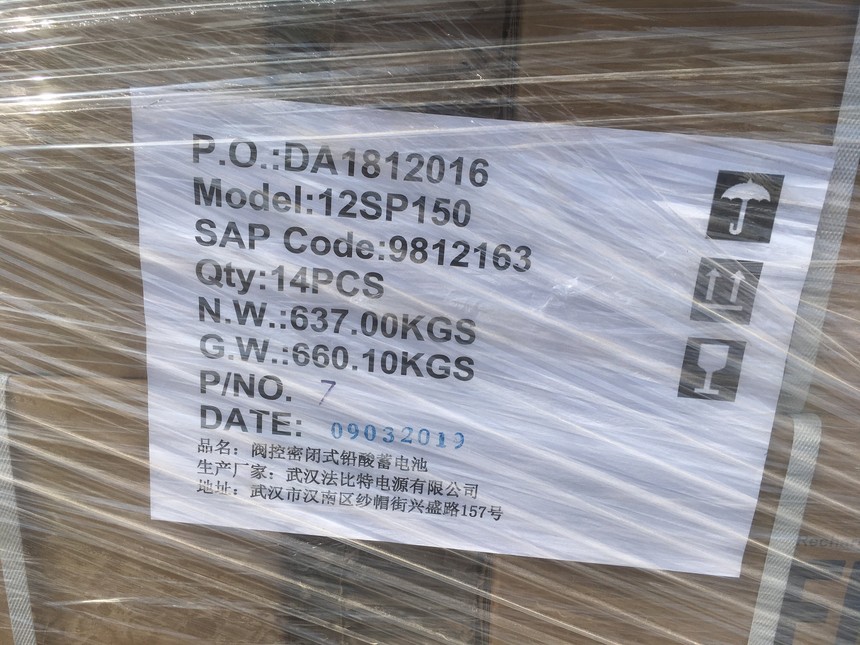 P.O.:DA1812016
Model:12SP150
SAP Code:9812163
Qty:14PCS
N.W.:637.00KGS
G.W.:660.10KGS
P/NO. 7
DATE: 09032019
品名：阀控密闭式铅酸蓄电池
生产厂家：武汉法比特电源有限公司
地址：武汉市汉南区纱帽街兴盛路157号